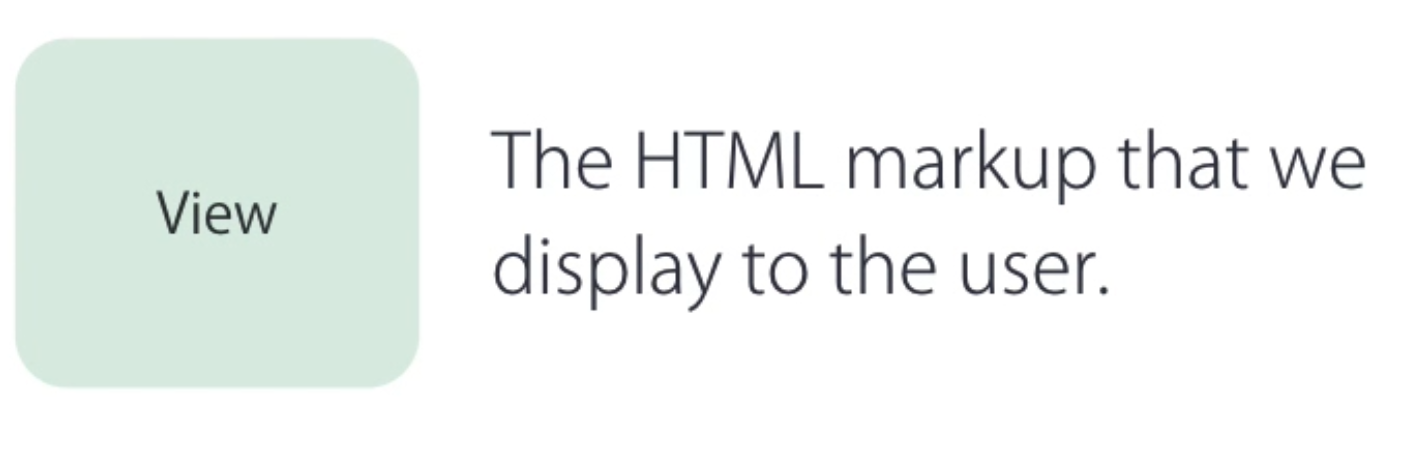 View
The HTML markup that we
display to the user.